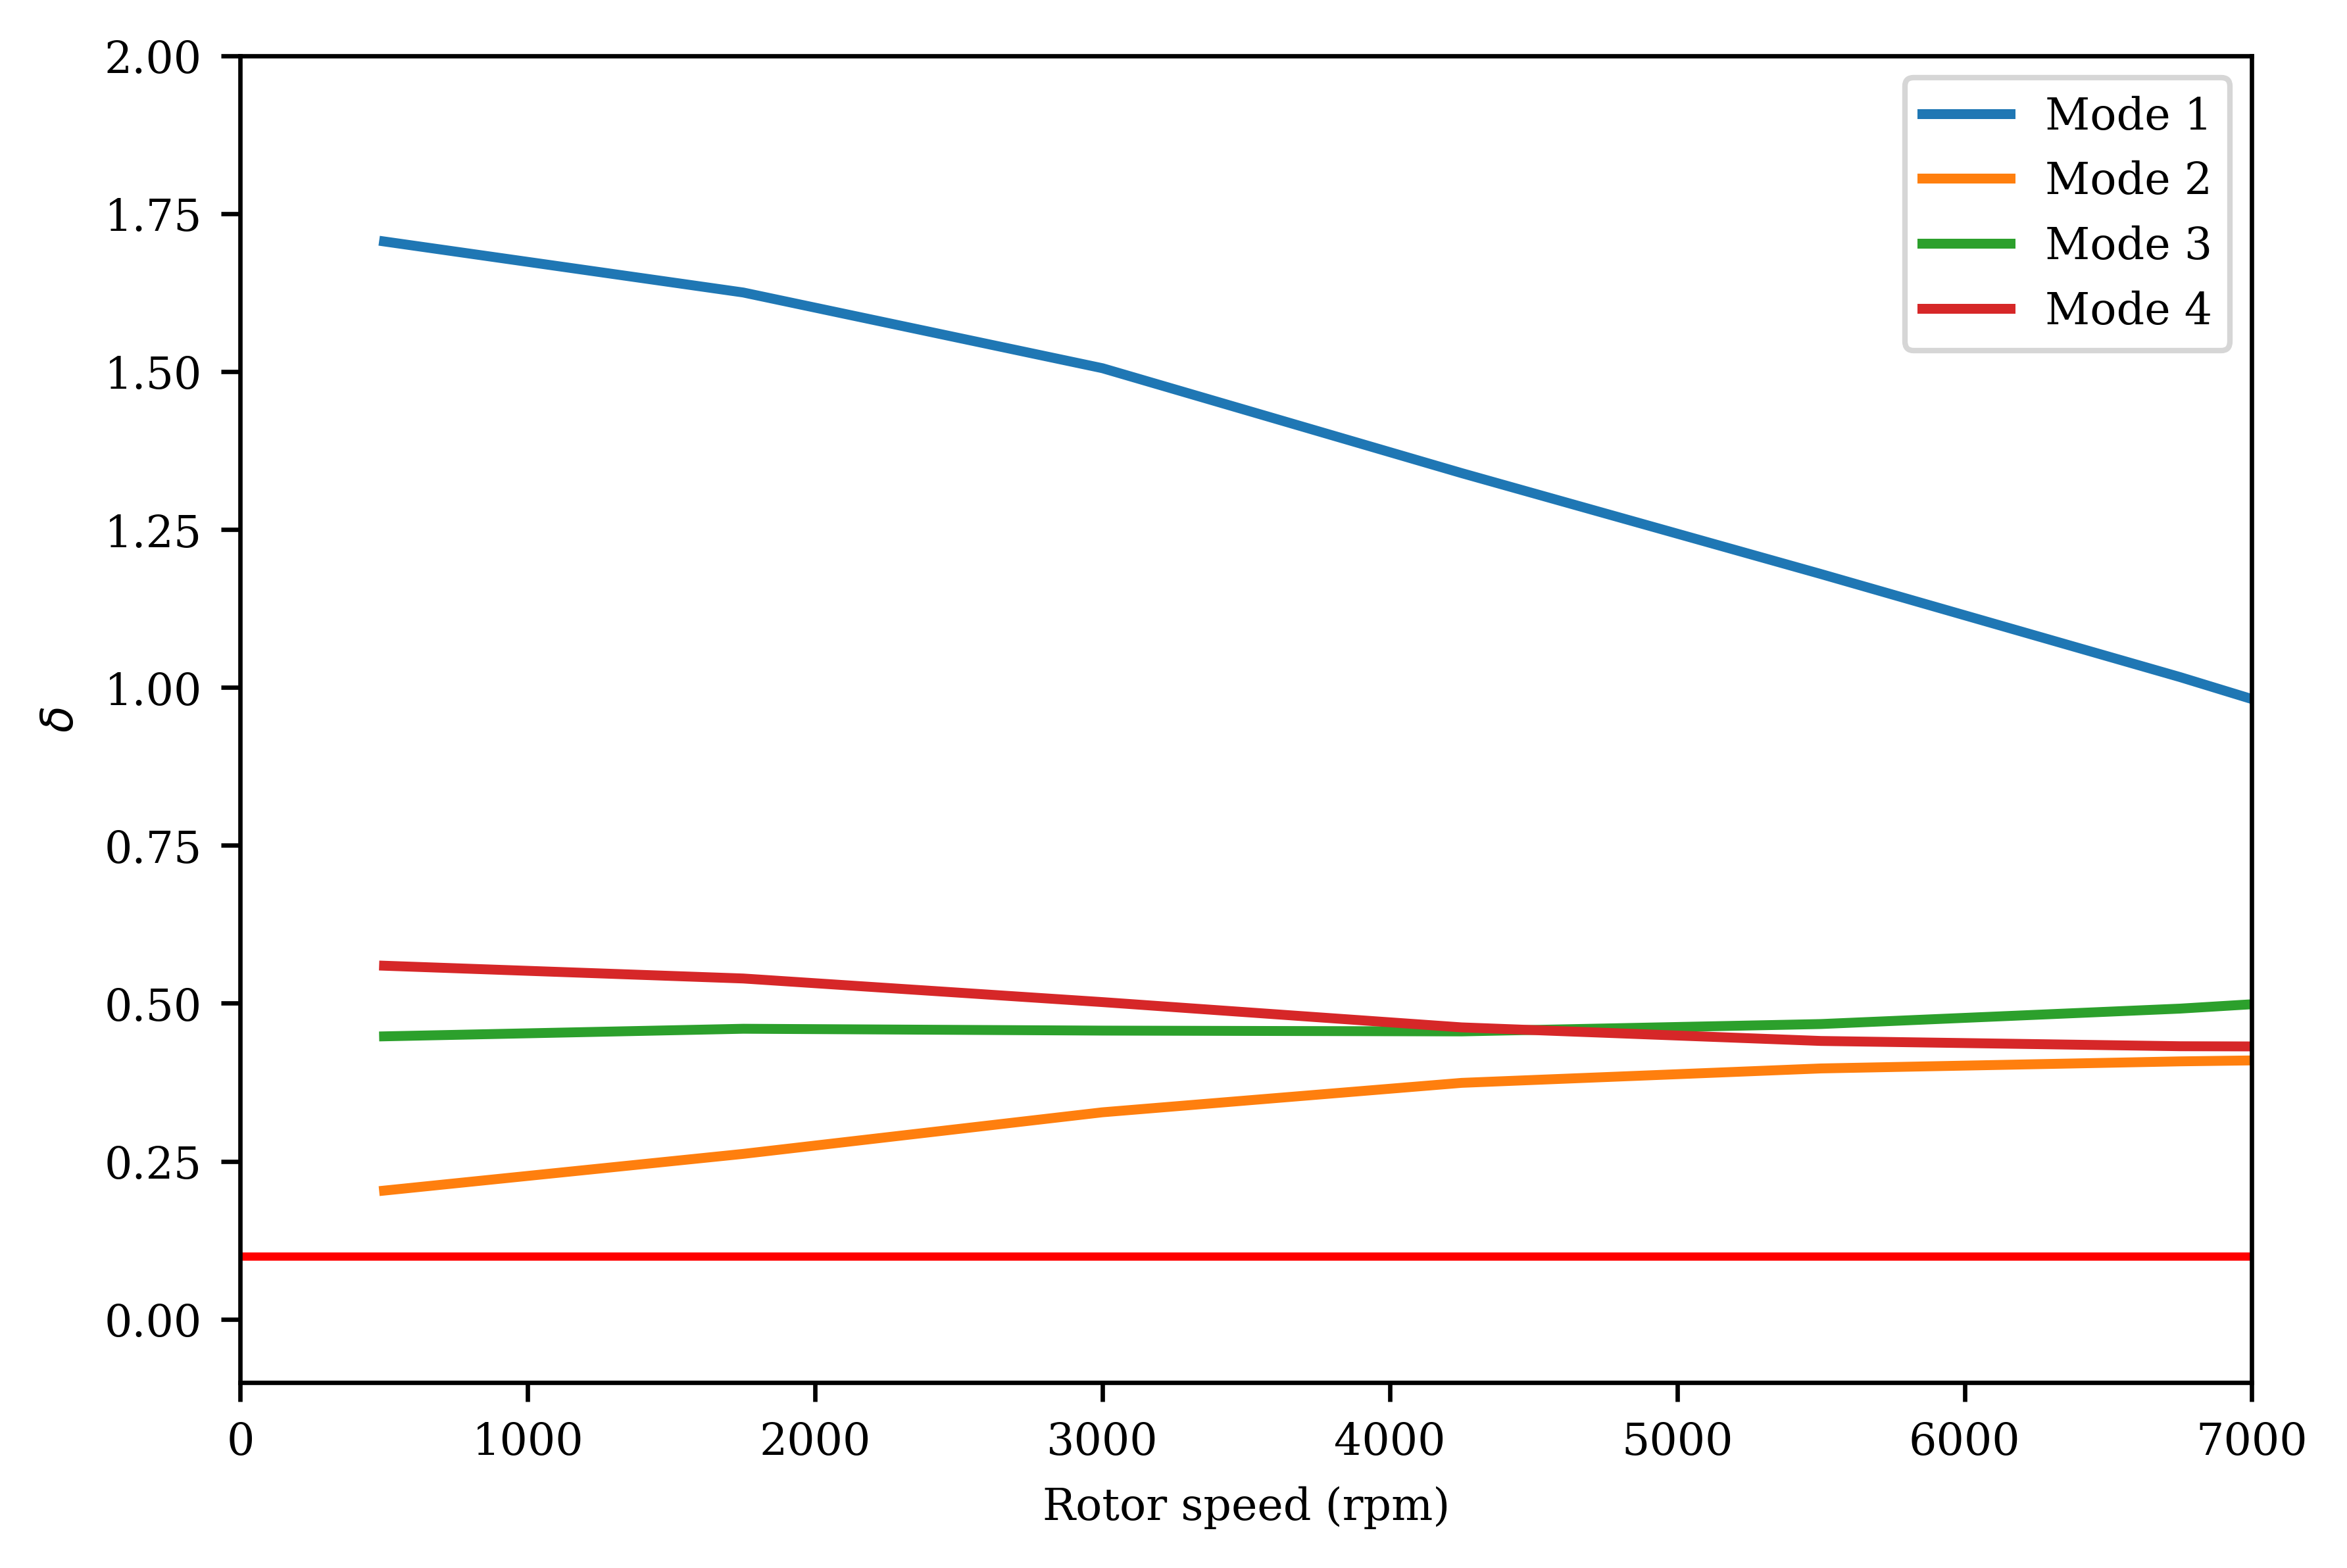 2.00
1.75
1.50
1.25
1.00
0.75
0.50
0.25
0.00
δ
0 1000 2000 3000 4000 5000 6000 7000
Rotor speed (rpm)
Mode 1
Mode 2
Mode 3
Mode 4